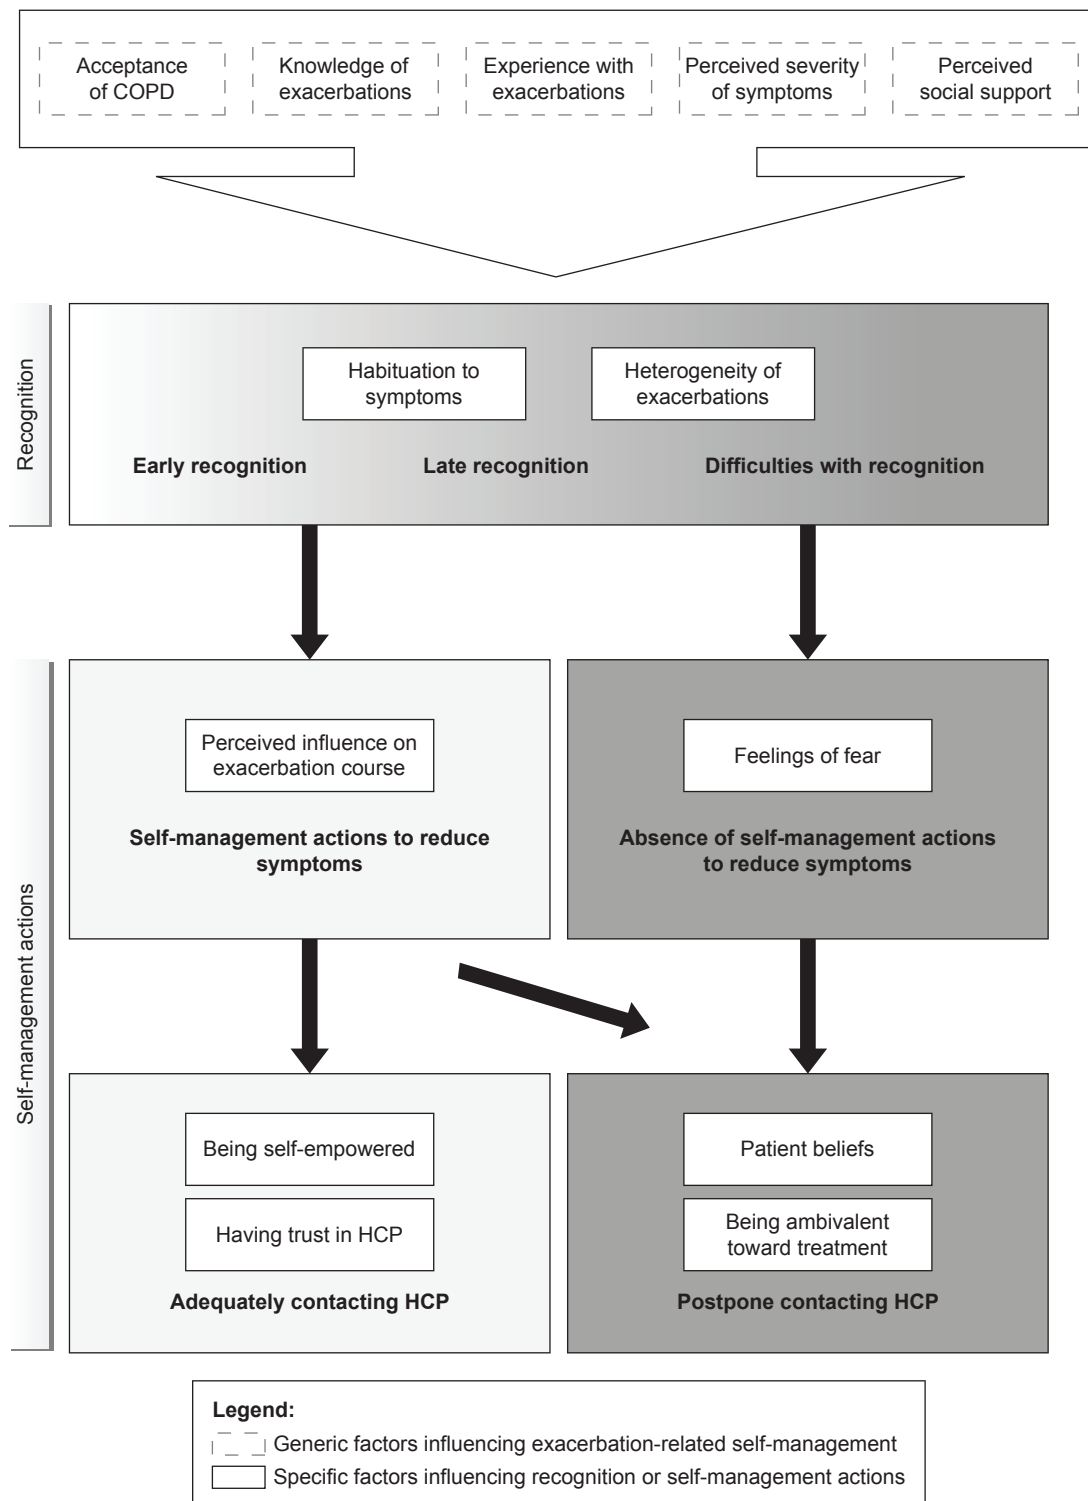 Acceptance
of COPD
Knowledge of
exacerbations
Experience with
exacerbations
Perceived severity
of symptoms
Perceived
social support
Recognition
Habituation to
symptoms
Heterogeneity of
exacerbations
Early recognition
Late recognition
Difficulties with recognition
Self-management actions
Perceived influence on
exacerbation course
Self-management actions to reduce
symptoms
Feelings of fear
Absence of self-management actions
to reduce symptoms
Being self-empowered
Having trust in HCP
Adequately contacting HCP
Patient beliefs
Being ambivalent
toward treatment
Postpone contacting HCP
Legend:
Generic factors influencing exacerbation-related self-management
Specific factors influencing recognition or self-management actions